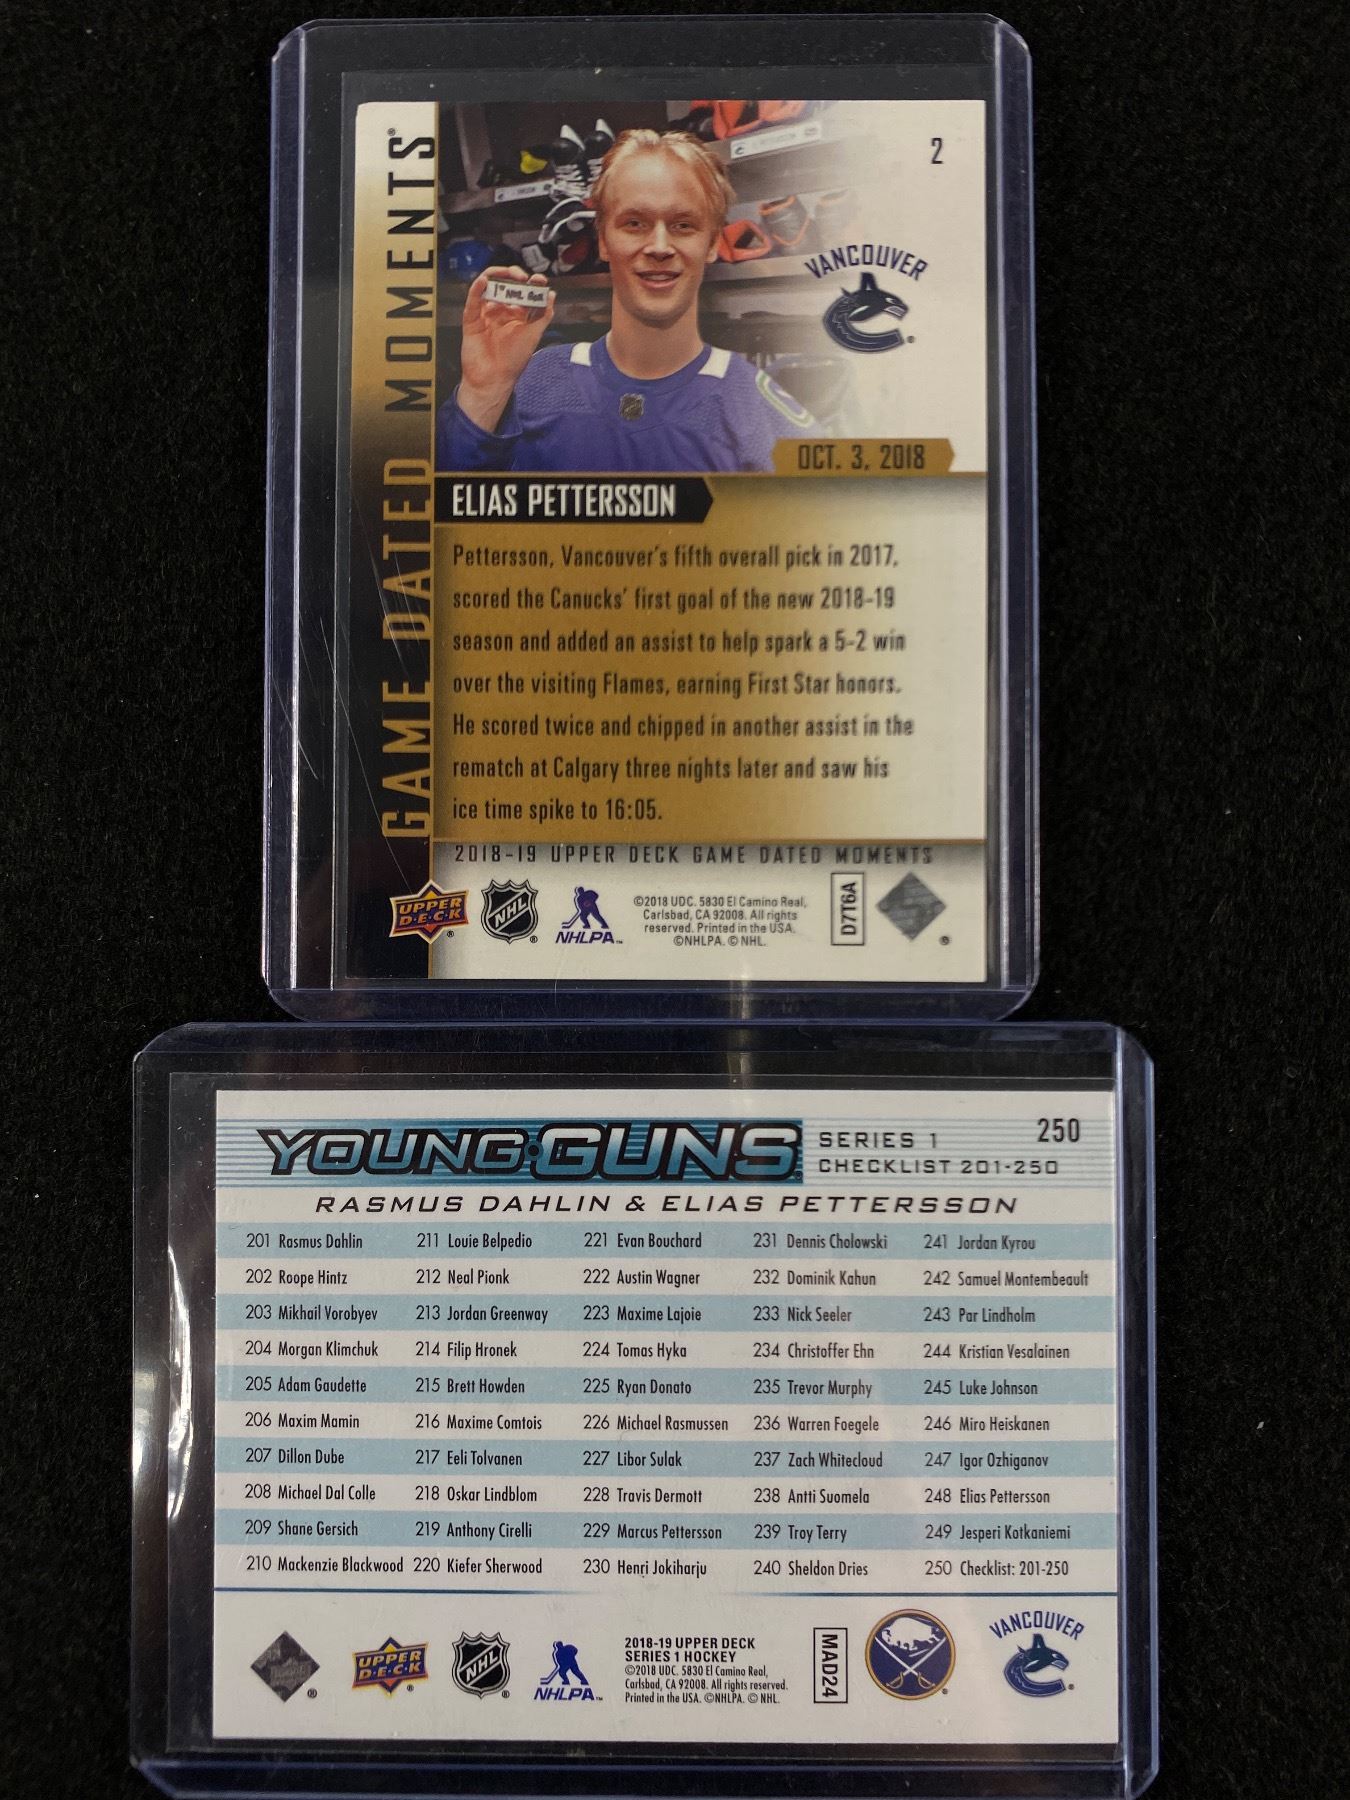 GAME DATED MOMENTS®
2
1st NHL Goal
VANCOUVER
OCT. 3, 2018
ELIAS PETTERSSON
Pettersson, Vancouver's fifth overall pick in 2017,
scored the Canucks' first goal of the new 2018-19
season and added an assist to help spark a 5-2 win
over the visiting Flames, earning First Star honors.
He scored twice and chipped in another assist in the
rematch at Calgary three nights later and saw his
ice time spike to 16:05.
2018-19 UPPER DECK GAME DATED MOMENTS
UPPER DECK
NHL
NHLPA
©2018 UDC. 5830 El Camino Real,
Carlsbad, CA 92008. All rights
reserved. Printed in the USA.
©NHLPA. © NHL.
D7T6A
YOUNG GUNS
SERIES 1
CHECKLIST 201-250
250
RASMUS DAHLIN & ELIAS PETTERSSON
201 Rasmus Dahlin 211 Louie Belpedio 221 Evan Bouchard 231 Dennis Cholowski 241 Jordan Kyrou
202 Roope Hintz 212 Neal Pionk 222 Austin Wagner 232 Dominik Kahun 242 Samuel Montembeault
203 Mikhail Vorobyev 213 Jordan Greenway 223 Maxime Lajoie 233 Nick Seeler 243 Par Lindholm
204 Morgan Klimchuk 214 Filip Hronek 224 Tomas Hyka 234 Christoffer Ehn 244 Kristian Vesalainen
205 Adam Gaudette 215 Brett Howden 225 Ryan Donato 235 Trevor Murphy 245 Luke Johnson
206 Maxim Mamin 216 Maxime Comtois 226 Michael Rasmussen 236 Warren Foegele 246 Miro Heiskanen
207 Dillon Dube 217 Eeli Tolvanen 227 Libor Sulak 237 Zach Whitecloud 247 Igor Ozhiganov
208 Michael Dal Colle 218 Oskar Lindblom 228 Travis Dermott 238 Antti Suomela 248 Elias Pettersson
209 Shane Gersich 219 Anthony Cirelli 229 Marcus Pettersson 239 Troy Terry 249 Jesperi Kotkaniemi
210 Mackenzie Blackwood 220 Kiefer Sherwood 230 Henri Jokiharju 240 Sheldon Dries 250 Checklist: 201-250
UPPER DECK
NHL
NHLPA
2018-19 UPPER DECK
SERIES 1 HOCKEY
©2018 UDC. 5830 El Camino Real,
Carlsbad, CA 92008. All rights reserved.
Printed in the USA. ©NHLPA. © NHL.
MAD24
VANCOUVER